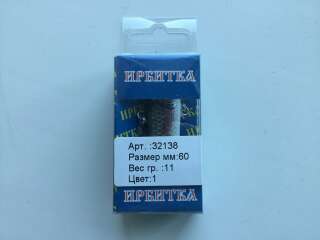 ИРБИТКА
Арт. :32138
Размер мм:60
Вес гр. :11
Цвет:1
ИРБИТКА